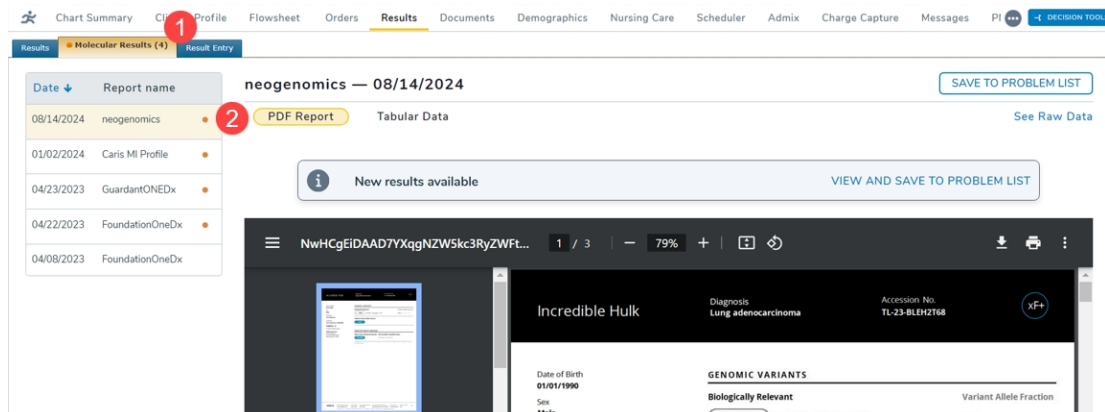 Chart Summary Cli Profile Flowsheet Orders Results Documents Demographics Nursing Care Scheduler Admix Charge Capture Messages DECISION TOOL
1
Results Molecular Results (4) Result Entry
Date Report name
08/14/2024 neogenomics
01/02/2024 Caris MI Profile
04/23/2023 GuardantONEDx
04/22/2023 FoundationOneDx
04/08/2023 FoundationOneDx
neogenomics — 08/14/2024 SAVE TO PROBLEM LIST
2 PDF Report Tabular Data See Raw Data
i New results available VIEW AND SAVE TO PROBLEM LIST
NwHCgEiDAAD7YXqgNZW5kc3RyZWFt... 1 / 3 79%
Incredible Hulk
Diagnosis
Lung adenocarcinoma
Accession No.
TL-23-BLEH2T68
xF+
Date of Birth
01/01/1990
Sex
Male
GENOMIC VARIANTS
Biologically Relevant Variant Allele Fraction